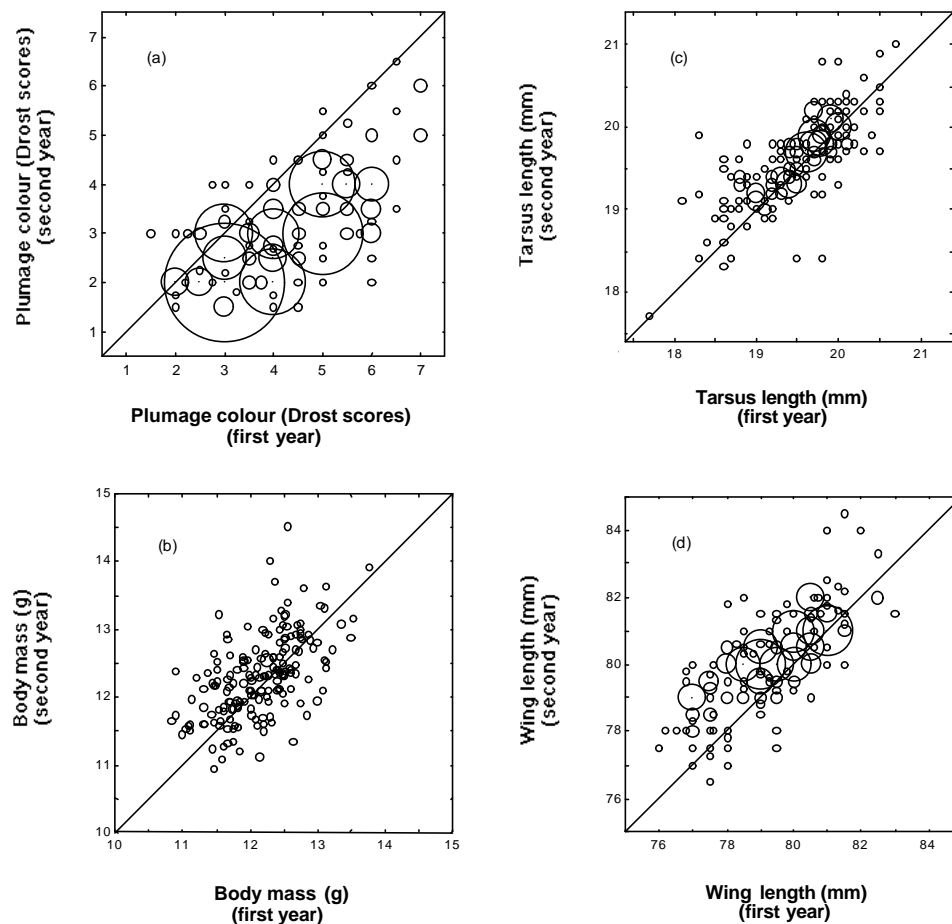 (a)
Plumage colour (Drost scores)
(second year)
7
6
5
4
3
2
1
1 2 3 4 5 6 7
Plumage colour (Drost scores)
(first year)
(c)
Tarsus length (mm)
(second year)
21
20
19
18
18 19 20 21
Tarsus length (mm)
(first year)
(b)
Body mass (g)
(second year)
15
14
13
12
11
10
10 11 12 13 14 15
Body mass (g)
(first year)
(d)
Wing length (mm)
(second year)
84
82
80
78
76
76 78 80 82 84
Wing length (mm)
(first year)